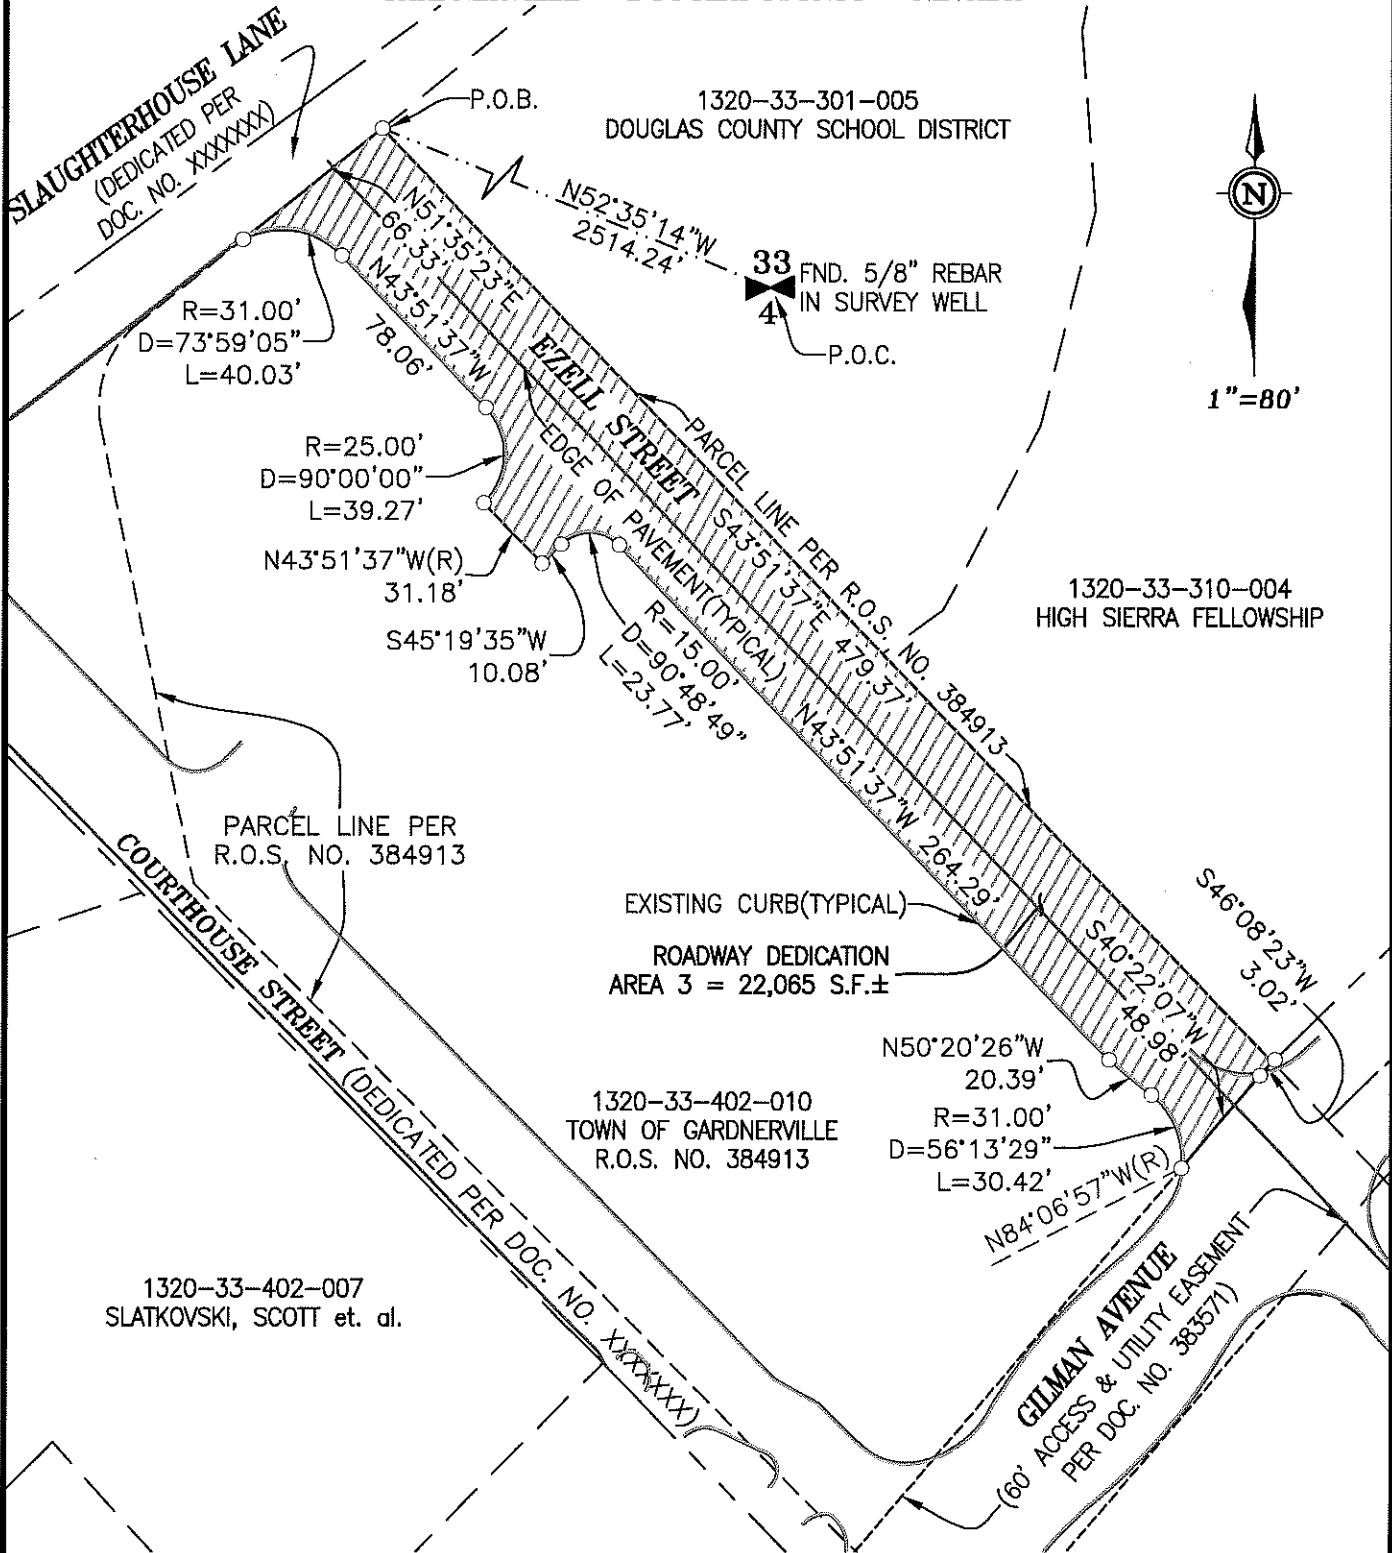 SLAUGHTERHOUSE LANE
(DEDICATED PER
DOC. NO. XXXXXXX)
P.O.B.
1320-33-301-005
DOUGLAS COUNTY SCHOOL DISTRICT
N
1"=80'
N52°35'14"W
2514.24'
33
4
FND. 5/8" REBAR
IN SURVEY WELL
P.O.C.
N51°35'23"E
66.33'
N43°51'37"W
78.06'
R=31.00'
D=73°59'05"
L=40.03'
EZELL STREET
EDGE OF PAVEMENT(TYPICAL)
PARCEL LINE PER R.O.S. NO. 384913
S43°51'37"E 479.37'
R=25.00'
D=90°00'00"
L=39.27'
N43°51'37"W(R)
31.18'
S45°19'35"W
10.08'
R=15.00'
D=90°48'49"
L=23.77'
N43°51'37"W 264.29'
1320-33-310-004
HIGH SIERRA FELLOWSHIP
PARCEL LINE PER
R.O.S. NO. 384913
COURTHOUSE STREET (DEDICATED PER DOC. NO. XXXXXXX)
EXISTING CURB(TYPICAL)
ROADWAY DEDICATION
AREA 3 = 22,065 S.F.±
S46°08'23"W
3.02'
S40°22'07"W
48.98'
N50°20'26"W
20.39'
R=31.00'
D=56°13'29"
L=30.42'
N84°06'57"W(R)
1320-33-402-010
TOWN OF GARDNERVILLE
R.O.S. NO. 384913
1320-33-402-007
SLATKOVSKI, SCOTT et. al.
GILMAN AVENUE
(60' ACCESS & UTILITY EASEMENT
PER DOC. NO. 383571)